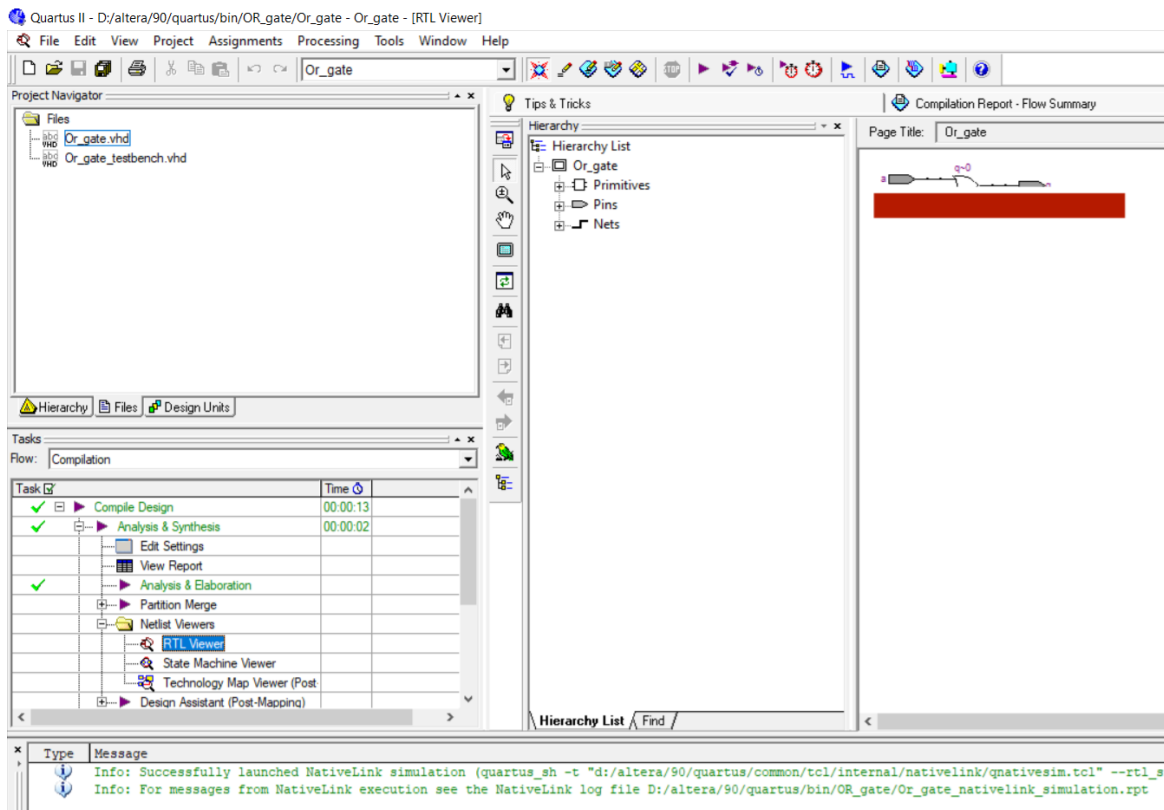 Quartus II - D:/altera/90/quartus/bin/OR_gate/Or_gate - Or_gate - [RTL Viewer]
File Edit View Project Assignments Processing Tools Window Help
Or_gate
Project Navigator
Files
Or_gate.vhd
Or_gate_testbench.vhd
Hierarchy Files Design Units
Tasks
Flow: Compilation
Task Time
Compile Design 00:00:13
Analysis & Synthesis 00:00:02
Edit Settings
View Report
Analysis & Elaboration
Partition Merge
Netlist Viewers
RTL Viewer
State Machine Viewer
Technology Map Viewer (Post
Design Assistant (Post-Mapping)
Tips & Tricks
Compilation Report - Flow Summary
Hierarchy
Hierarchy List
Or_gate
Primitives
Pins
Nets
Hierarchy List Find
Page Title: Or_gate
q~0
a
Type Message
Info: Successfully launched NativeLink simulation (quartus_sh -t "d:/altera/90/quartus/common/tcl/internal/nativelink/qnativesim.tcl" --rtl_s
Info: For messages from NativeLink execution see the NativeLink log file D:/altera/90/quartus/bin/OR_gate/Or_gate_nativelink_simulation.rpt